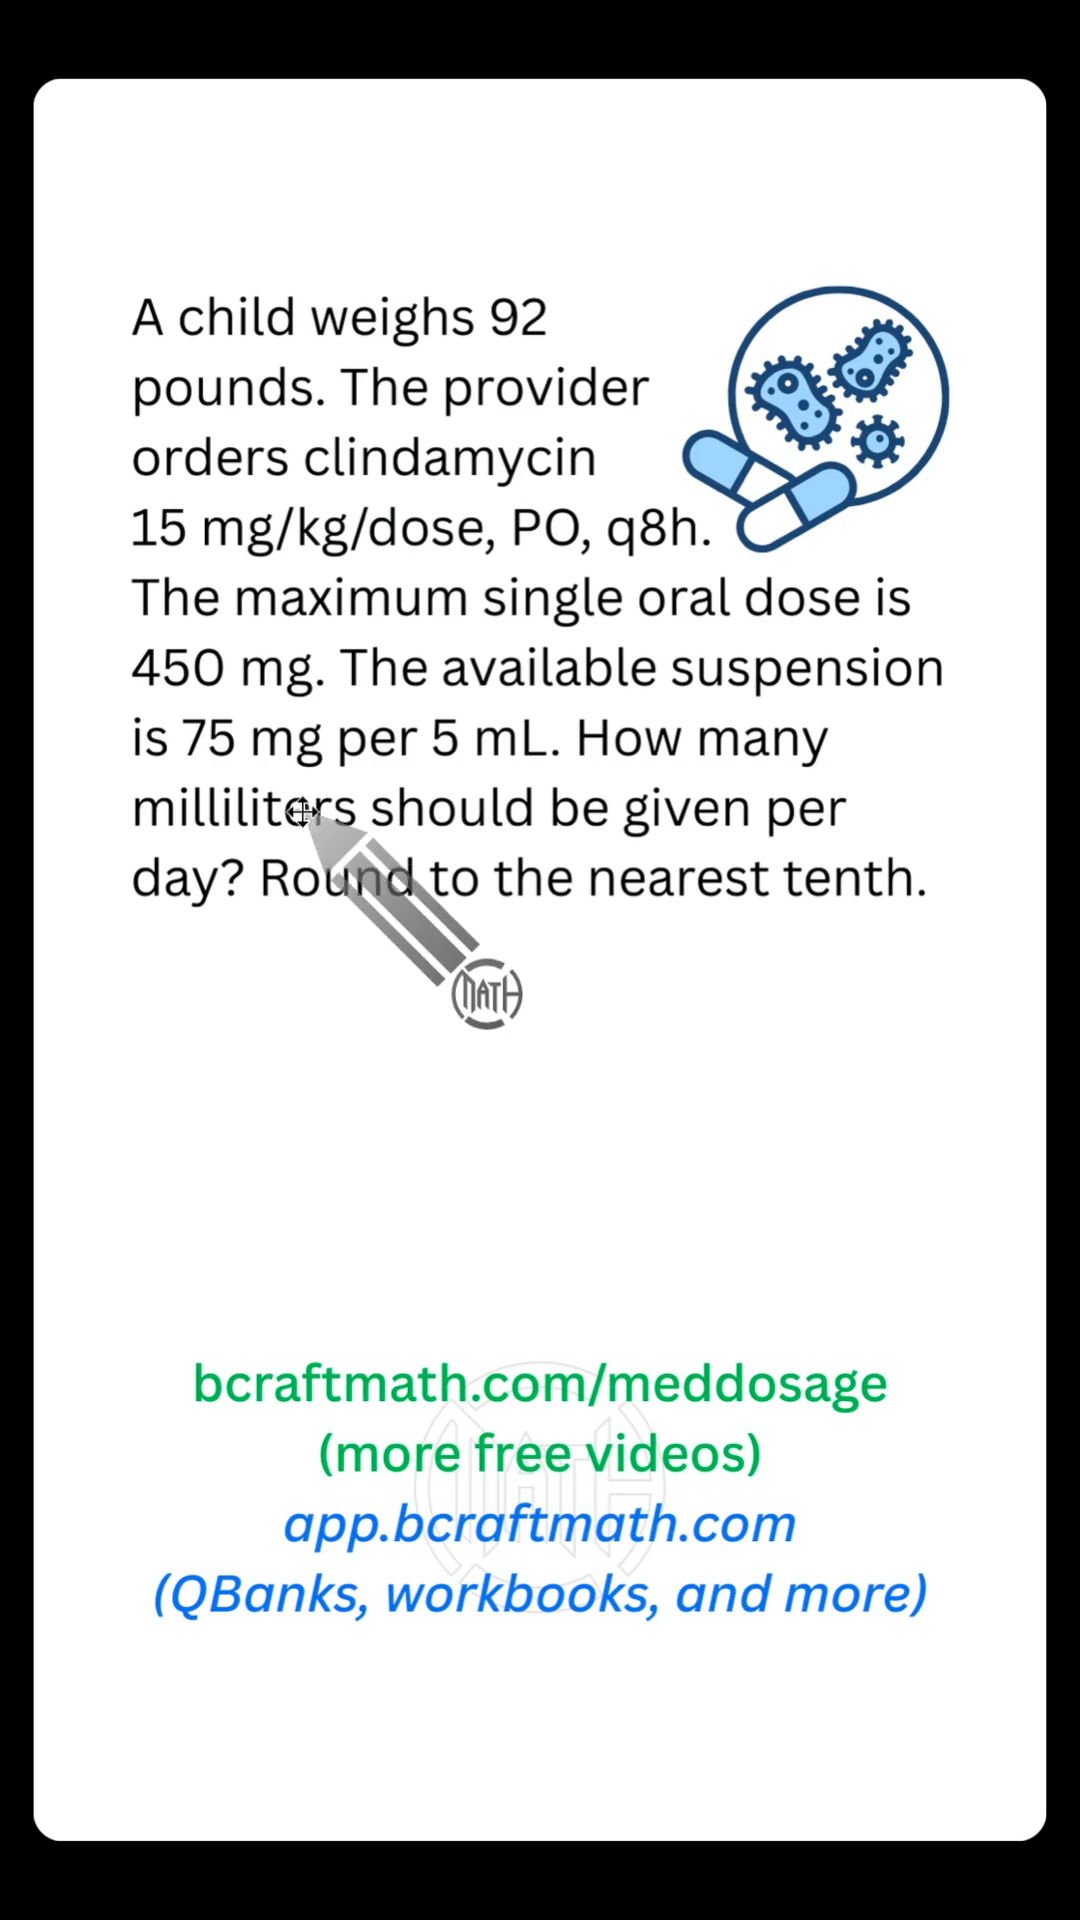 A child weighs 92
pounds. The provider
orders clindamycin
15 mg/kg/dose, PO, q8h.
The maximum single oral dose is
450 mg. The available suspension
is 75 mg per 5 mL. How many
milliliters should be given per
day? Round to the nearest tenth.
MATH
bcraftmath.com/meddosage
(more free videos)
app.bcraftmath.com
(QBanks, workbooks, and more)
MATH